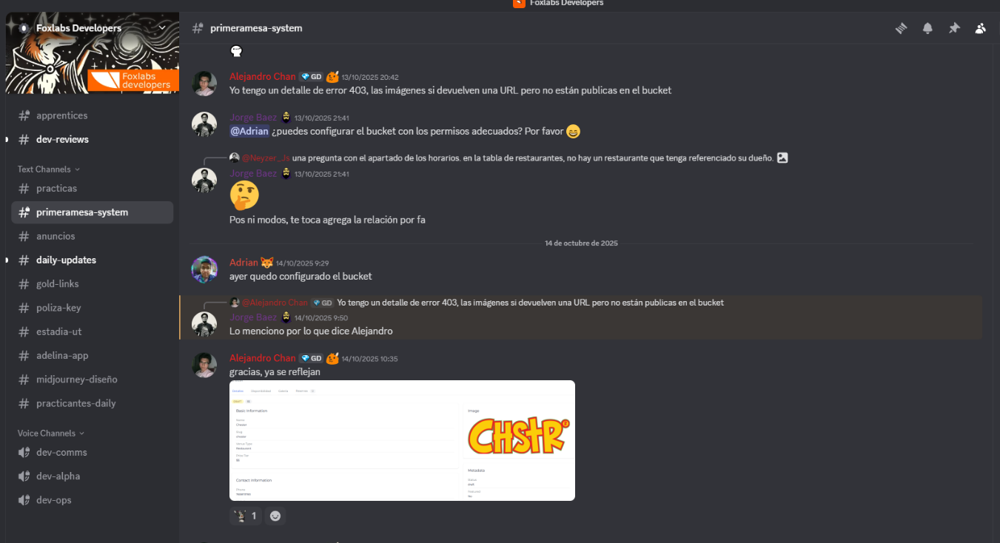 Foxlabs Developers
Foxlabs Developers
Foxlabs
developers
apprentices
dev-reviews
Text Channels
practicas
primeramesa-system
anuncios
daily-updates
gold-links
poliza-key
estadia-ut
adelina-app
midjourney-diseño
practicantes-daily
Voice Channels
dev-comms
dev-alpha
dev-ops
primeramesa-system
Alejandro Chan GD 13/10/2025 20:42
Yo tengo un detalle de error 403, las imágenes si devuelven una URL pero no están publicas en el bucket
Jorge Baez 13/10/2025 21:41
@Adrian ¿puedes configurar el bucket con los permisos adecuados? Por favor
@Neyzer_Js una pregunta con el apartado de los horarios. en la tabla de restaurantes, no hay un restaurante que tenga referenciado su dueño.
Jorge Baez 13/10/2025 21:41
Pos ni modos, te toca agrega la relación por fa
14 de octubre de 2025
Adrian 14/10/2025 9:29
ayer quedo configurado el bucket
@Alejandro Chan GD Yo tengo un detalle de error 403, las imágenes si devuelven una URL pero no están publicas en el bucket
Jorge Baez 14/10/2025 9:50
Lo menciono por lo que dice Alejandro
Alejandro Chan GD 14/10/2025 10:35
gracias, ya se reflejan
Basic Information
Name
Slug
Venue Type
Restaurant
Price Tier
$$
Contact Information
Phone
Image
CHSTR
Metadata
Status
1